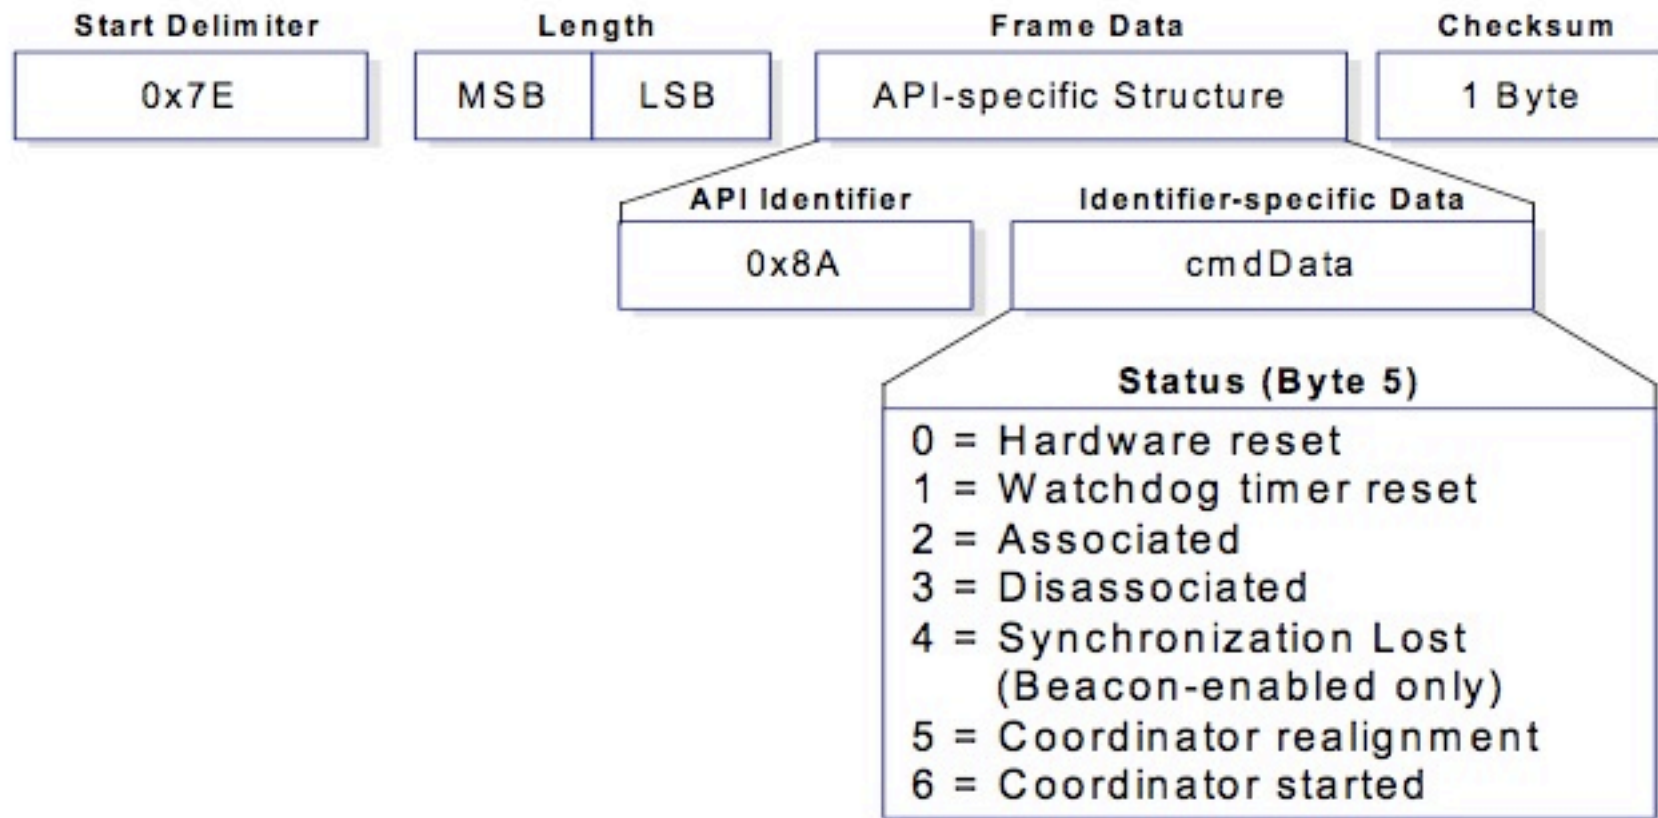 Start Delimiter Length Frame Data Checksum
0x7E MSB LSB API-specific Structure 1 Byte
API Identifier Identifier-specific Data
0x8A cmdData
Status (Byte 5)
0 = Hardware reset
1 = Watchdog timer reset
2 = Associated
3 = Disassociated
4 = Synchronization Lost
(Beacon-enabled only)
5 = Coordinator realignment
6 = Coordinator started